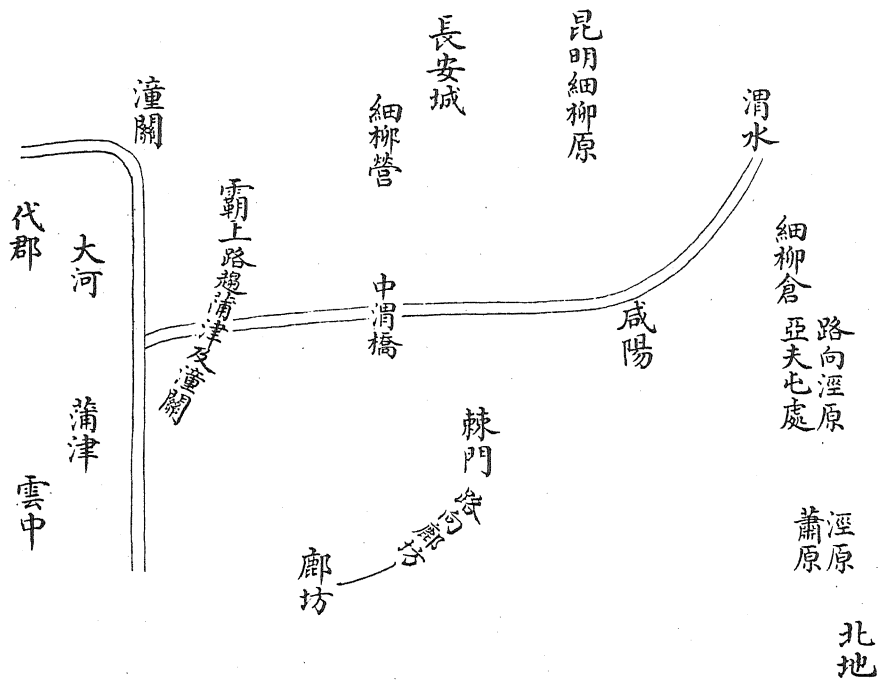 北地
涇原
蕭原
路向涇原
亞夫屯處
細柳倉
渭水
昆明細柳原
咸陽
長安城
細柳營
中渭橋
棘門
路向鄜坊
鄜坊
霸上路趨蒲津及潼關
潼關
大河
蒲津
代郡
雲中